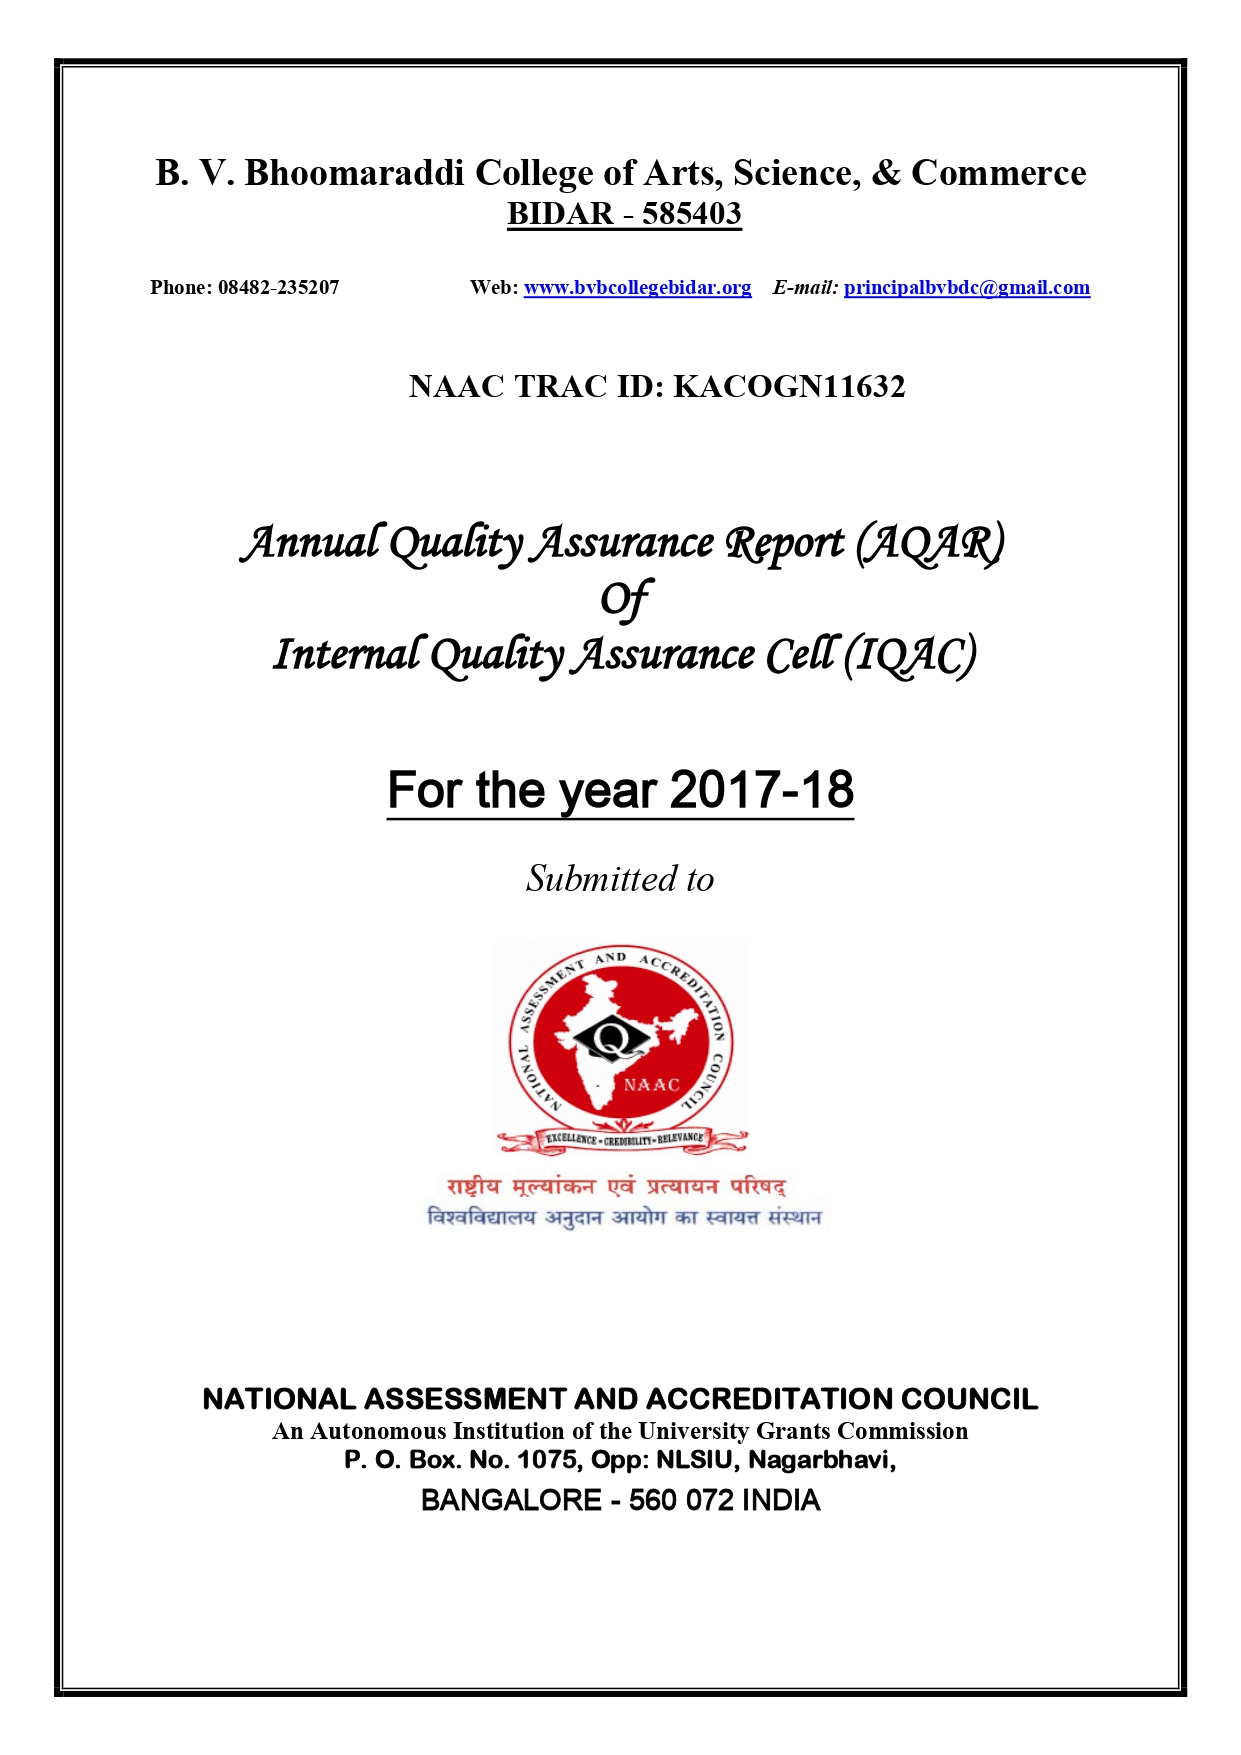 B. V. Bhoomaraddi College of Arts, Science, & Commerce
BIDAR - 585403
Phone: 08482-235207 Web: www.bvbcollegebidar.org E-mail: principalbvbdc@gmail.com
NAAC TRAC ID: KACOGN11632
Annual Quality Assurance Report (AQAR)
Of
Internal Quality Assurance Cell (IQAC)
For the year 2017-18
Submitted to
NATIONAL ASSESSMENT AND ACCREDITATION COUNCIL
Q
NAAC
EXCELLENCE - CREDIBILITY - RELEVANCE
राष्ट्रीय मूल्यांकन एवं प्रत्यायन परिषद्
विश्वविद्यालय अनुदान आयोग का स्वायत्त संस्थान
NATIONAL ASSESSMENT AND ACCREDITATION COUNCIL
An Autonomous Institution of the University Grants Commission
P. O. Box. No. 1075, Opp: NLSIU, Nagarbhavi,
BANGALORE - 560 072 INDIA